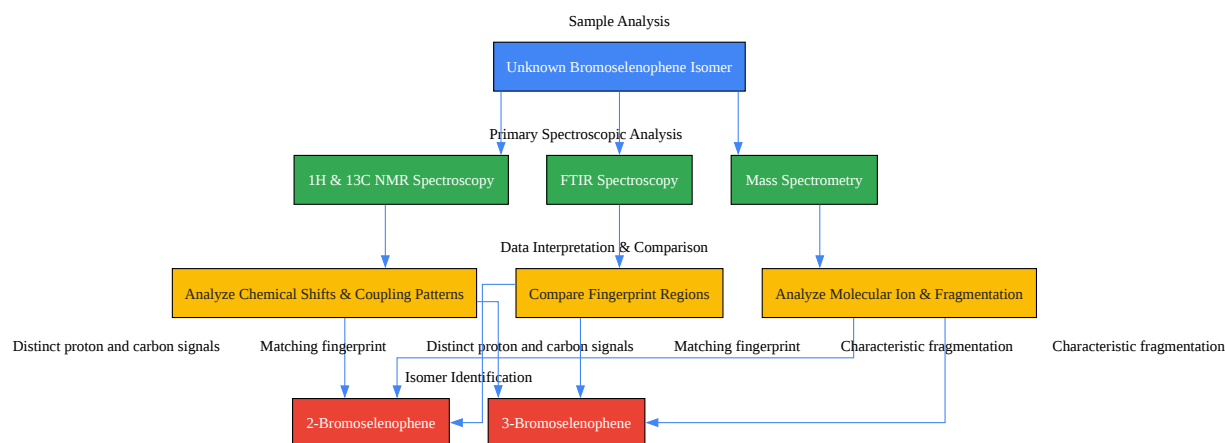 Sample Analysis
Unknown Bromoselenophene Isomer
Primary Spectroscopic Analysis
1H & 13C NMR Spectroscopy
FTIR Spectroscopy
Mass Spectrometry
Data Interpretation & Comparison
Analyze Chemical Shifts & Coupling Patterns
Compare Fingerprint Regions
Analyze Molecular Ion & Fragmentation
Distinct proton and carbon signals
Matching fingerprint
Distinct proton and carbon signals
Matching fingerprint
Characteristic fragmentation
Characteristic fragmentation
Isomer Identification
2-Bromoselenophene
3-Bromoselenophene